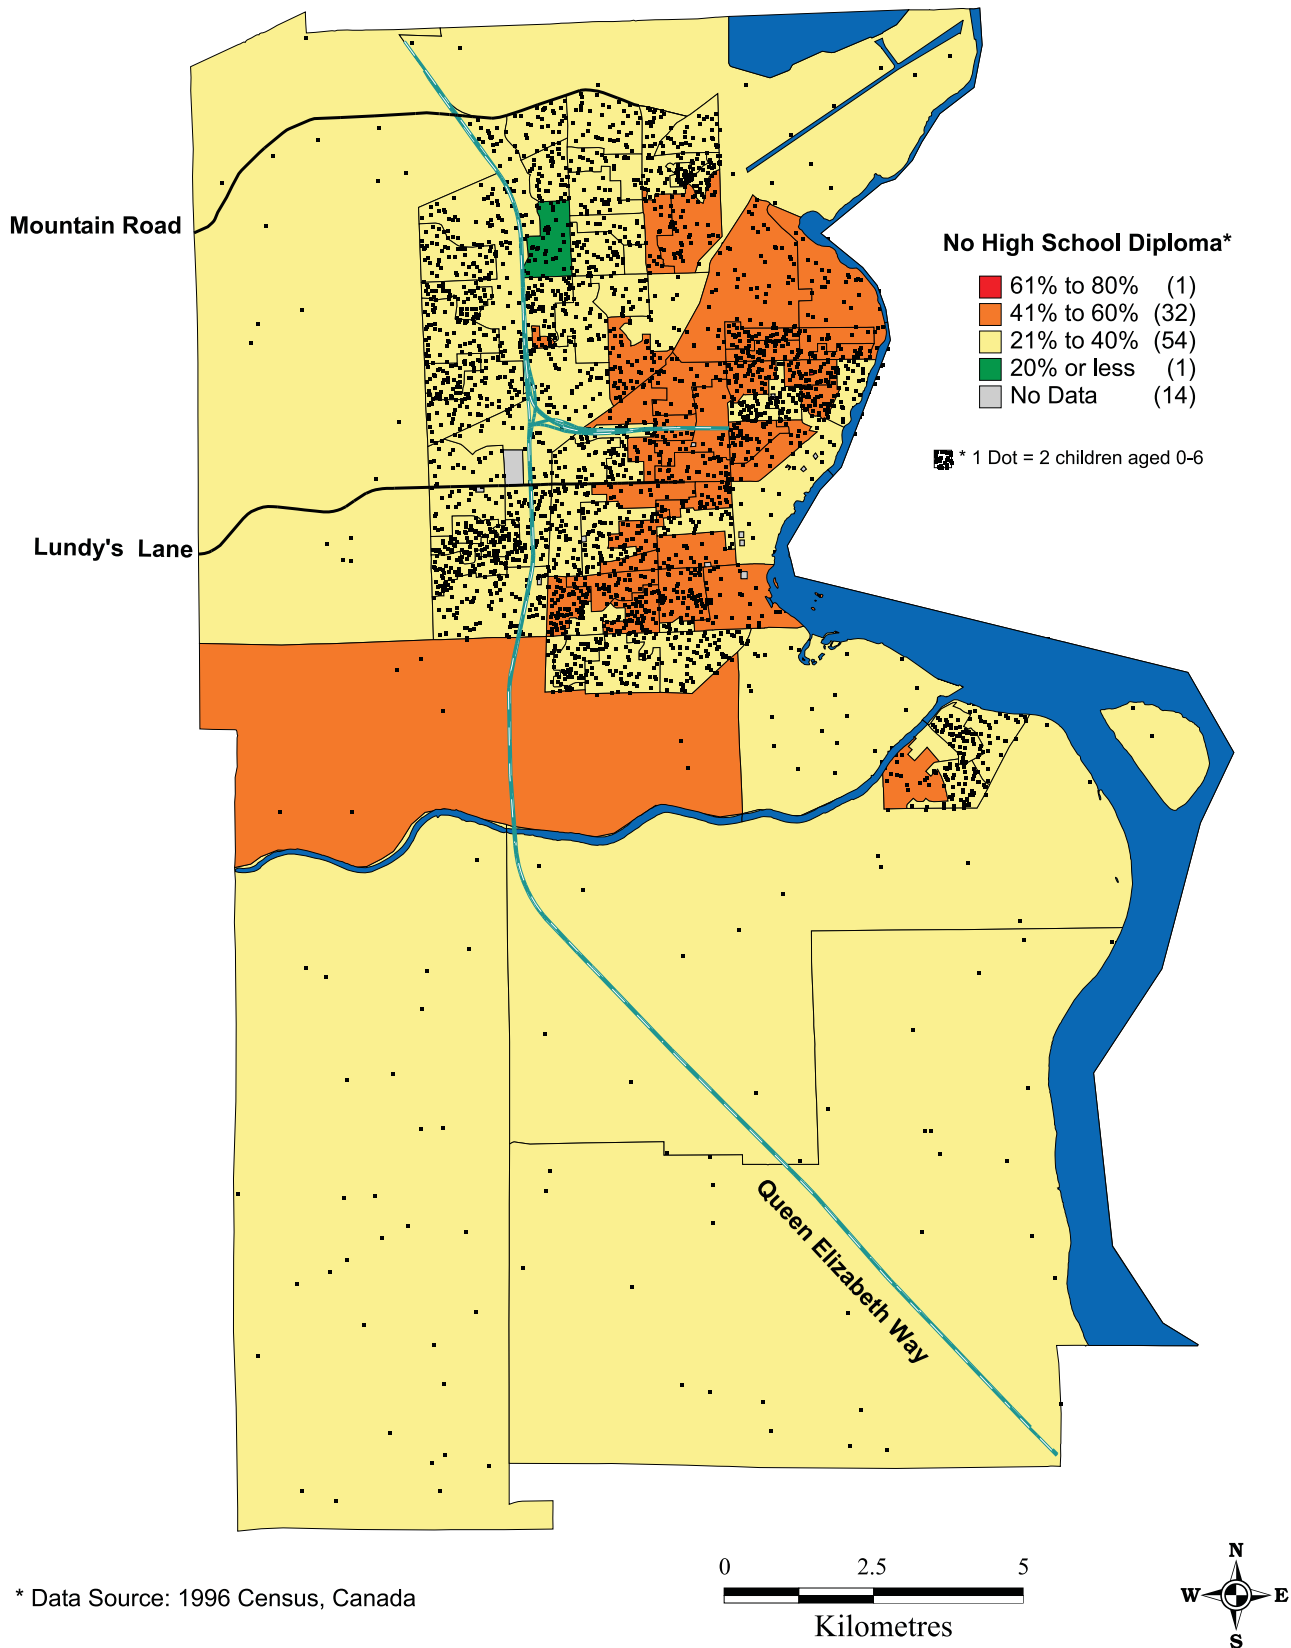 Mountain Road
No High School Diploma*
61% to 80% (1)
41% to 60% (32)
21% to 40% (54)
20% or less (1)
No Data (14)
* 1 Dot = 2 children aged 0-6
Lundy's Lane
Queen Elizabeth Way
* Data Source: 1996 Census, Canada
0 2.5 5
Kilometres
N
W E
S